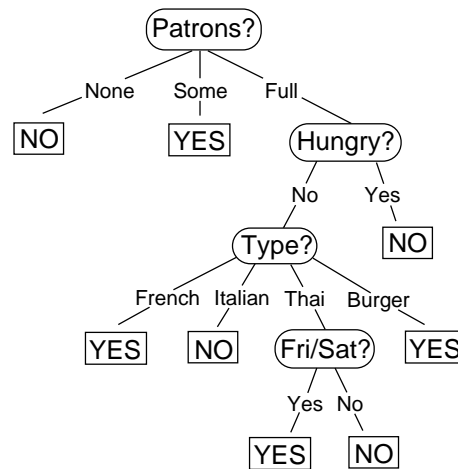 Patrons?
None Some Full
NO YES Hungry?
No Yes
Type? NO
French Italian Thai Burger
YES NO Fri/Sat? YES
Yes No
YES NO